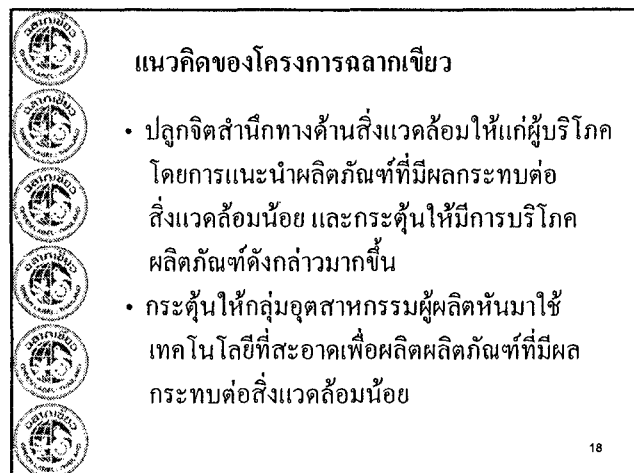 แนวคิดของโครงการฉลากเขียว
• ปลูกจิตสำนึกทางด้านสิ่งแวดล้อมให้แก่ผู้บริโภค
โดยการแนะนำผลิตภัณฑ์ที่มีผลกระทบต่อ
สิ่งแวดล้อมน้อย และกระตุ้นให้มีการบริโภค
ผลิตภัณฑ์ดังกล่าวมากขึ้น
• กระตุ้นให้กลุ่มอุตสาหกรรมผู้ผลิตหันมาใช้
เทคโนโลยีที่สะอาดเพื่อผลิตผลิตภัณฑ์ที่มีผล
กระทบต่อสิ่งแวดล้อมน้อย
18